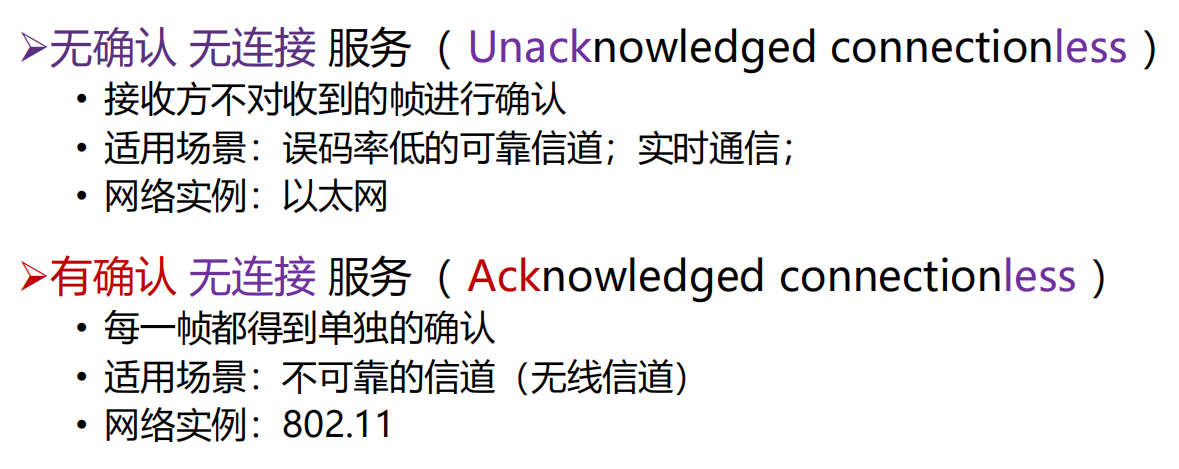 ➢无确认 无连接 服务（ Unacknowledged connectionless ）
• 接收方不对收到的帧进行确认
• 适用场景：误码率低的可靠信道；实时通信；
• 网络实例：以太网
➢有确认 无连接 服务（ Acknowledged connectionless ）
• 每一帧都得到单独的确认
• 适用场景：不可靠的信道（无线信道）
• 网络实例：802.11